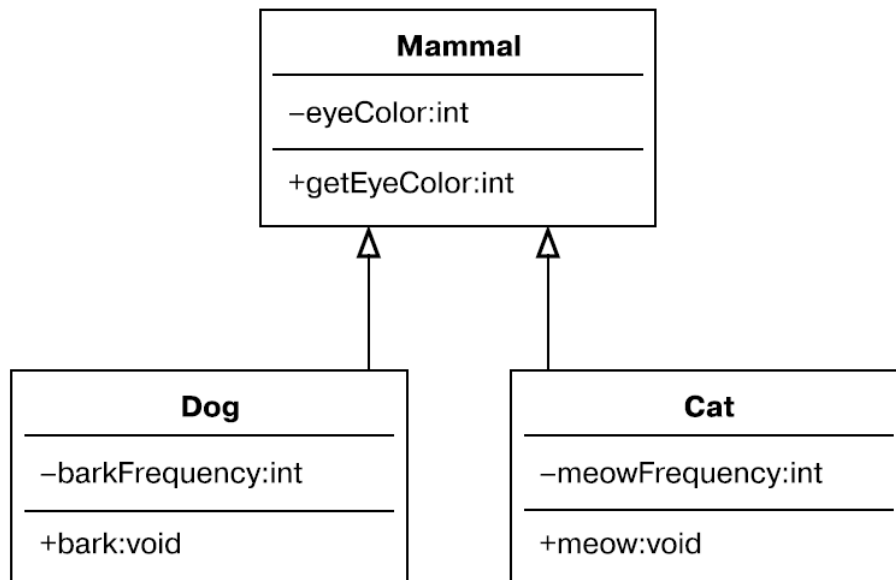 Mammal
–eyeColor:int
+getEyeColor:int
Dog
–barkFrequency:int
+bark:void
Cat
–meowFrequency:int
+meow:void